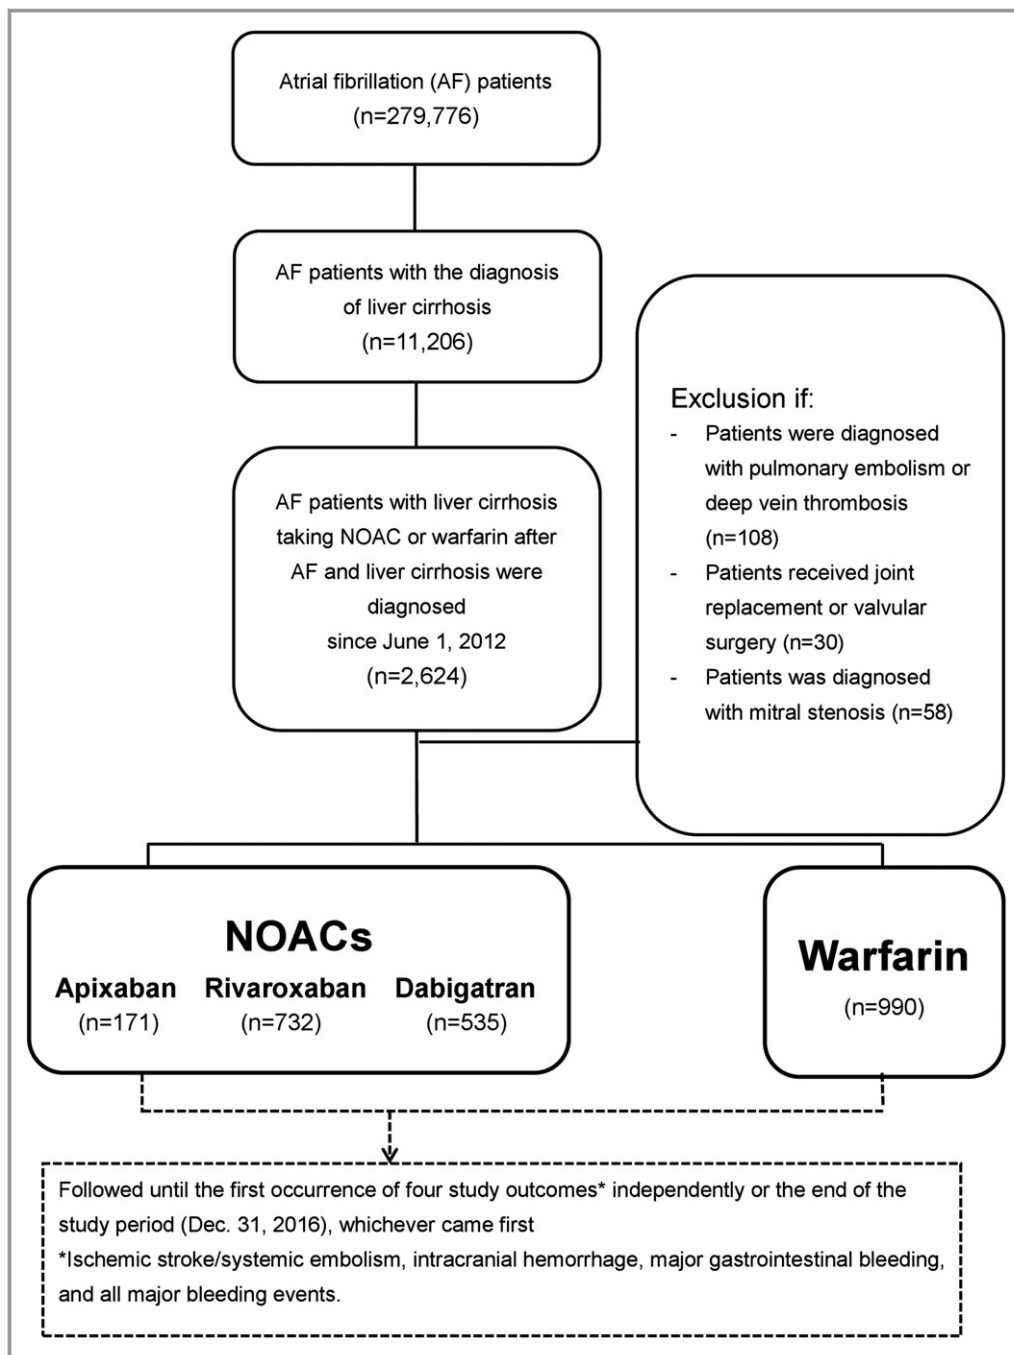 Atrial fibrillation (AF) patients
(n=279,776)
AF patients with the diagnosis
of liver cirrhosis
(n=11,206)
AF patients with liver cirrhosis
taking NOAC or warfarin after
AF and liver cirrhosis were
diagnosed
since June 1, 2012
(n=2,624)
Exclusion if:
- Patients were diagnosed
with pulmonary embolism or
deep vein thrombosis
(n=108)
- Patients received joint
replacement or valvular
surgery (n=30)
- Patients was diagnosed
with mitral stenosis (n=58)
NOACs
Apixaban Rivaroxaban Dabigatran
(n=171) (n=732) (n=535)
Warfarin
(n=990)
Followed until the first occurrence of four study outcomes* independently or the end of the
study period (Dec. 31, 2016), whichever came first
*Ischemic stroke/systemic embolism, intracranial hemorrhage, major gastrointestinal bleeding,
and all major bleeding events.